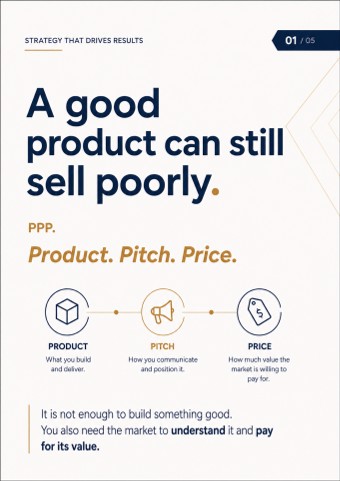 STRATEGY THAT DRIVES RESULTS
01 / 05
A good
product can still
sell poorly.
PPP.
Product. Pitch. Price.
PRODUCT
What you build
and deliver.
PITCH
How you communicate
and position it.
PRICE
How much value the
market is willing to
pay for.
It is not enough to build something good.
You also need the market to understand it and pay
for its value.